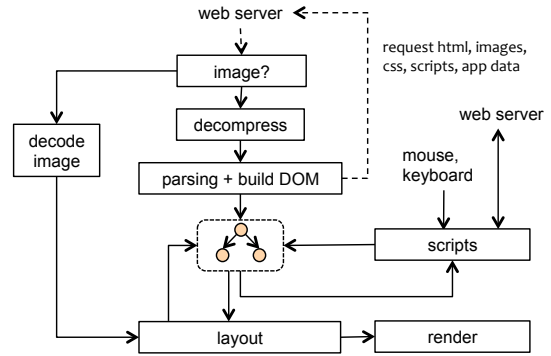 web server
request html, images,
css, scripts, app data
image?
web server
decompress
decode
image
mouse,
keyboard
parsing + build DOM
scripts
layout
render